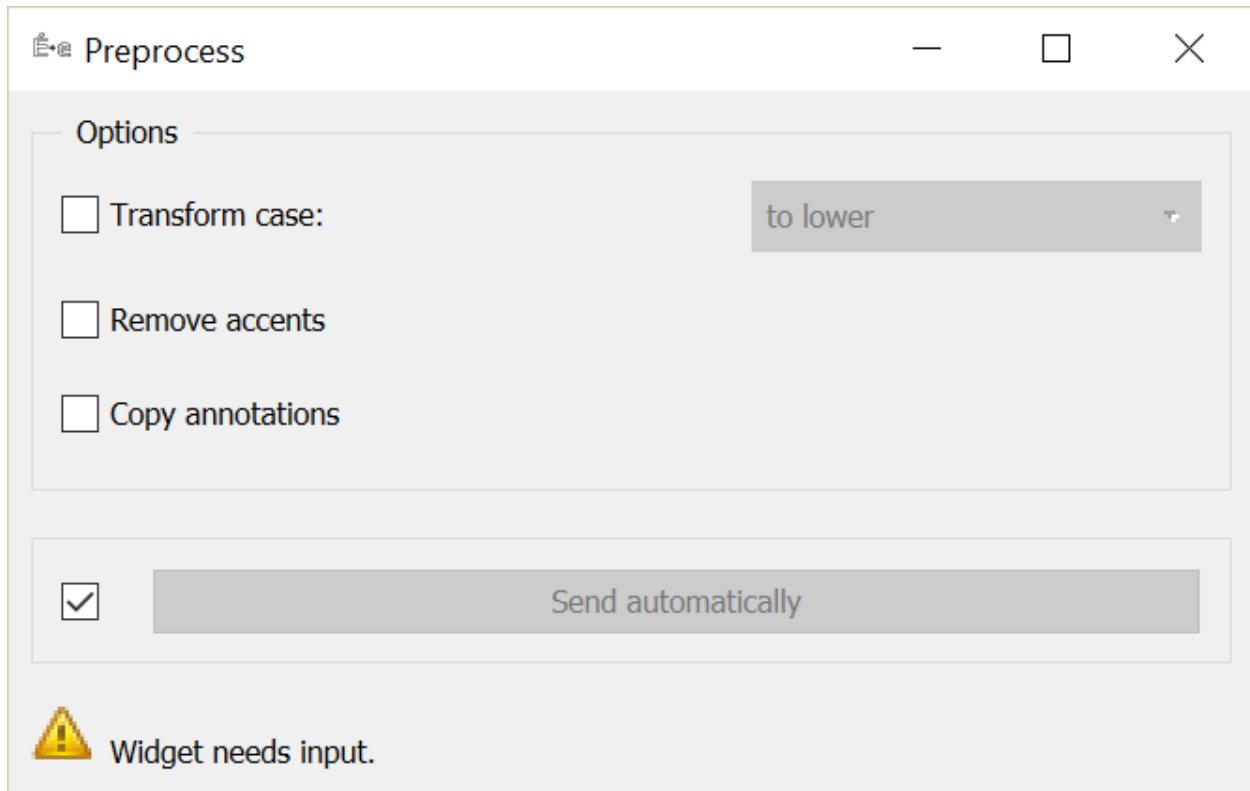 Preprocess
Options
Transform case: to lower
Remove accents
Copy annotations
Send automatically
Widget needs input.